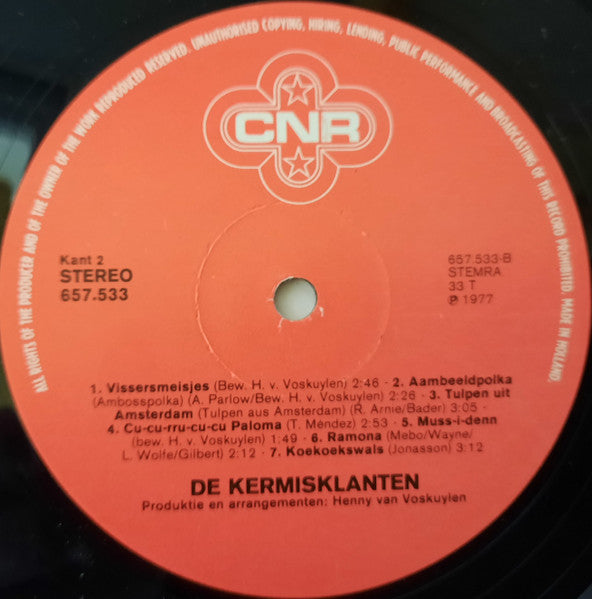 ALL RIGHTS OF THE PRODUCER AND OF THE OWNER OF THE WORK REPRODUCED RESERVED. UNAUTHORISED COPYING, HIRING, LENDING, PUBLIC PERFORMANCE AND BROADCASTING OF THIS RECORD PROHIBITED. MADE IN HOLLAND.
CNR
Kant 2
STEREO
657.533
657.533-B
STEMRA
33 T
℗ 1977
1. Vissersmeisjes (Bew. H. v. Voskuylen) 2:46 · 2. Aambeeldpolka
(Ambosspolka) (A. Parlow/Bew. H. v. Voskuylen) 2:26 · 3. Tulpen uit
Amsterdam (Tulpen aus Amsterdam) (R. Arnie/Bader) 3:05 ·
4. Cu-cu-rru-cu-cu Paloma (T. Méndez) 2:53 · 5. Muss-i-denn
(bew. H. v. Voskuylen) 1:49 · 6. Ramona (Mebo/Wayne/
L. Wolfe/Gilbert) 2:12 · 7. Koekoekswals (Jonasson) 3:12
DE KERMISKLANTEN
Produktie en arrangementen: Henny van Voskuylen